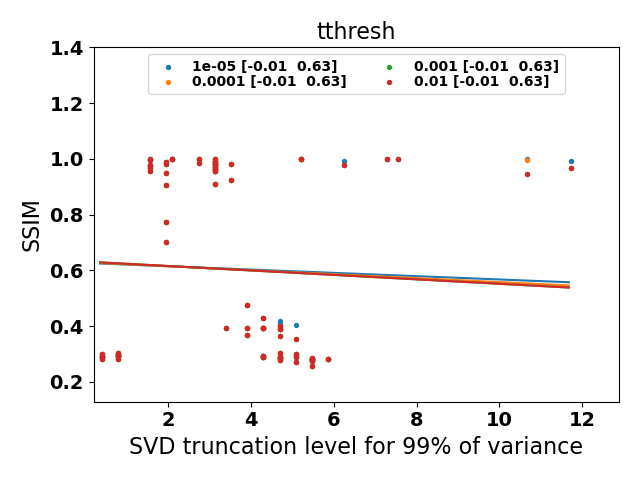 tthresh
1e-05 [-0.01  0.63]
0.0001 [-0.01  0.63]
0.001 [-0.01  0.63]
0.01 [-0.01  0.63]
1.4
1.2
1.0
0.8
0.6
0.4
0.2
SSIM
2 4 6 8 10 12
SVD truncation level for 99% of variance